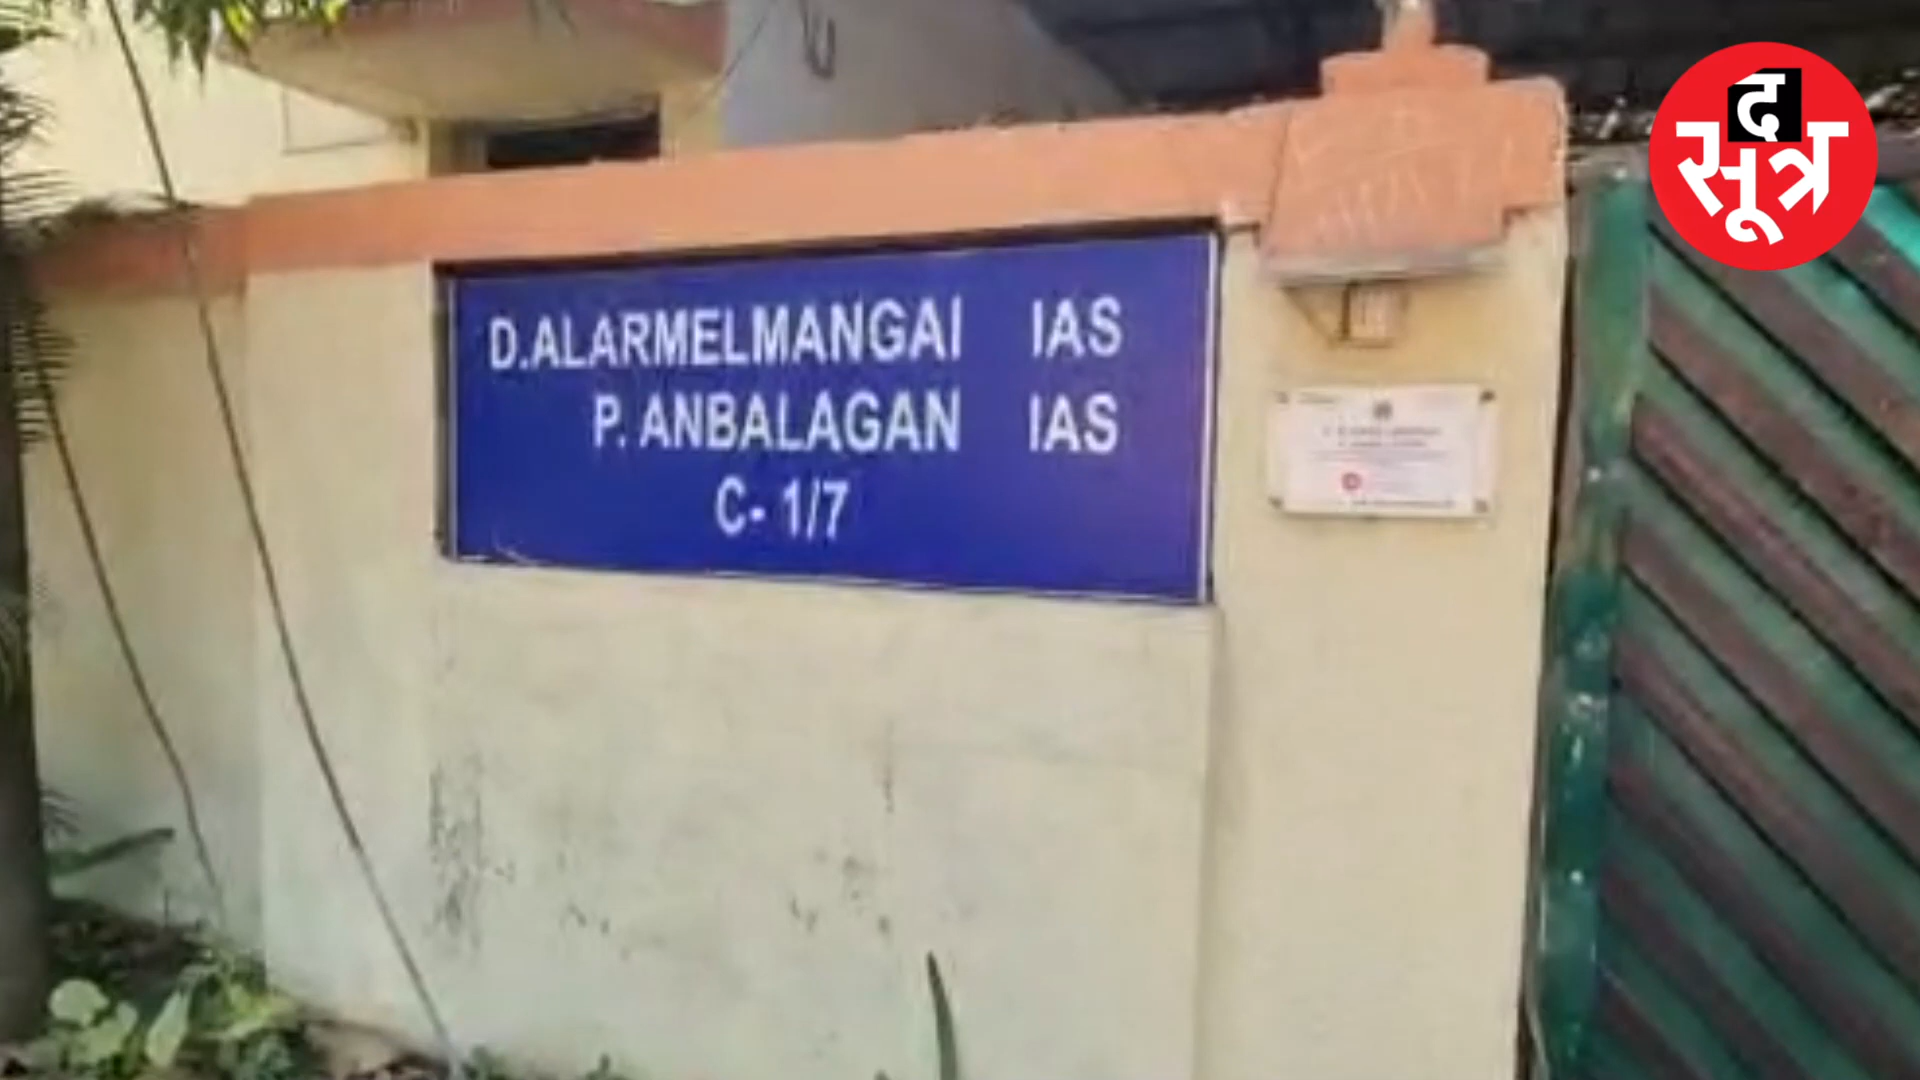 D.ALARMELMANGAI IAS
P. ANBALAGAN IAS
C- 1/7
द
सूत्र